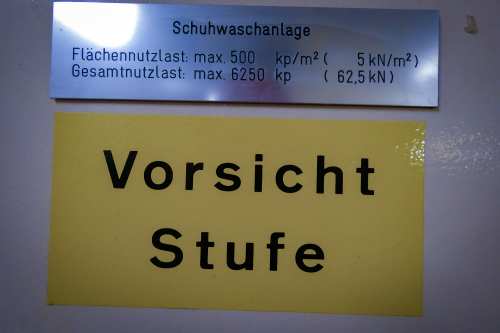 Schuhwaschanlage
Flächennutzlast: max. 500 kp/m² ( 5 kN/m²)
Gesamtnutzlast: max. 6250 kp ( 62,5 kN)
Vorsicht
Stufe